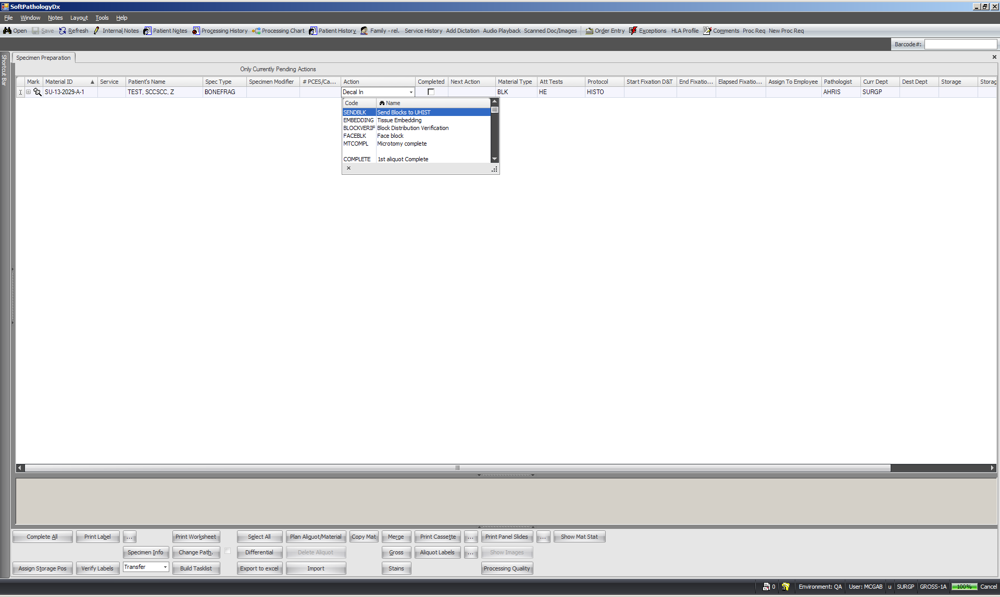 SoftPathologyDx
File Window Notes Layout Tools Help
Open Save Refresh Internal Notes Patient Notes Processing History Processing Chart Patient History Family - rel. Service History Add Dictation Audio Playback Scanned Doc/Images Order Entry Exceptions HLA Profile Comments Proc Req New Proc Req
Barcode#:
Shortcut Bar
Specimen Preparation
Only Currently Pending Actions
Mark Material ID Service Patient's Name Spec Type Specimen Modifier # PCES/Ca... Action Completed Next Action Material Type Att Tests Protocol Start Fixation D&T End Fixatio... Elapsed Fixatio... Assign To Employee Pathologist Curr Dept Dest Dept Storage Storag
SU-13-2029-A-1 TEST, SCCSCC, Z BONEFRAG Decal In BLK HE HISTO AHRIS SURGP
Code Name
SENDBLK Send Blocks to UHIST
EMBEDDING Tissue Embedding
BLOCKVERIF Block Distribution Verification
FACEBLK Face block
MTCOMPL Microtomy complete
COMPLETE 1st aliquot Complete
Complete All Print Label ... Print Worksheet Select All Plan Aliquot/Material Copy Mat Merge Print Cassette ... Print Panel Slides ... Show Mat Stat
Specimen Info Change Path. Differential Delete Aliquot Gross Aliquot Labels ... Show Images
Assign Storage Pos Verify Labels Transfer Build Tasklist Export to excel Import Stains Processing Quality
0 Environment: QA User: MCGAB u SURGP GROSS-1A 100% Cancel